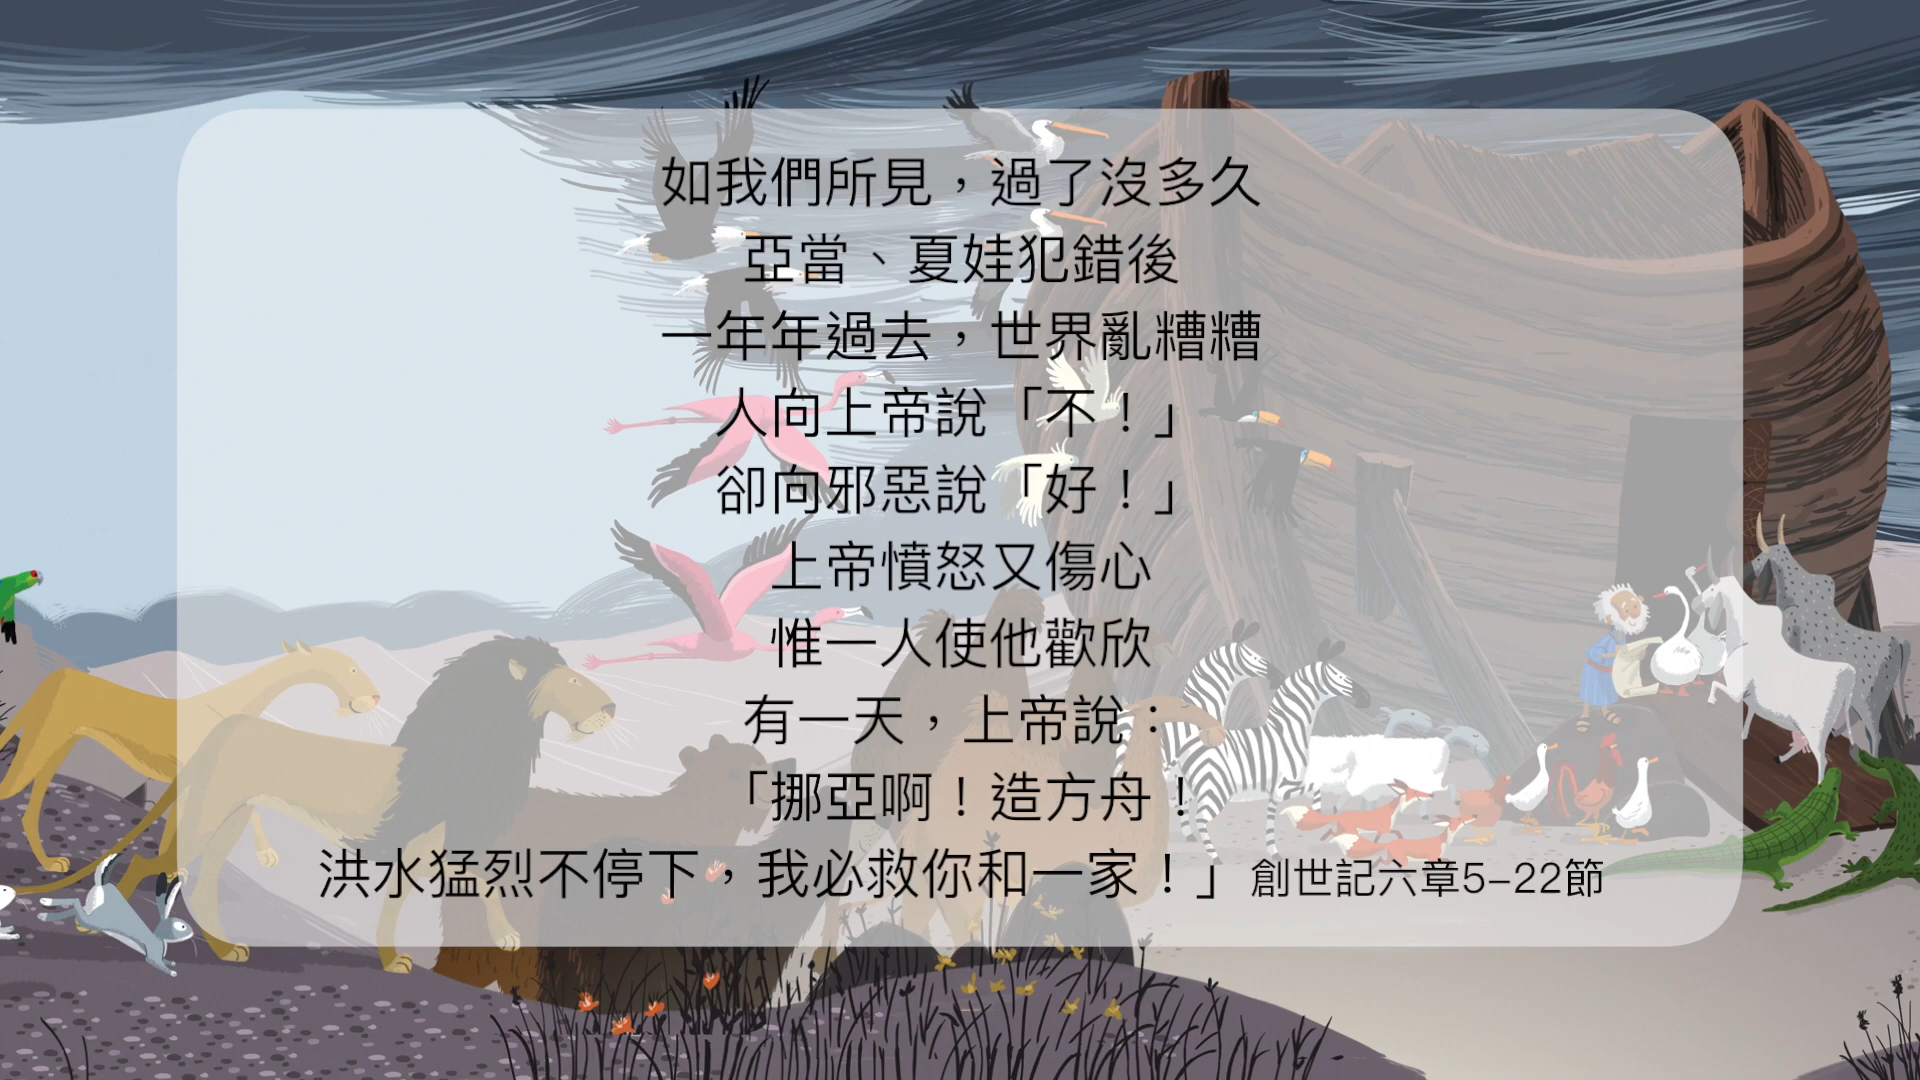 如我們所見，過了沒多久
亞當、夏娃犯錯後
一年年過去，世界亂糟糟
人向上帝說「不！」
卻向邪惡說「好！」
上帝憤怒又傷心
惟一人使他歡欣
有一天，上帝說：
「挪亞啊！造方舟！
洪水猛烈不停下，我必救你和一家！」創世記六章5-22節